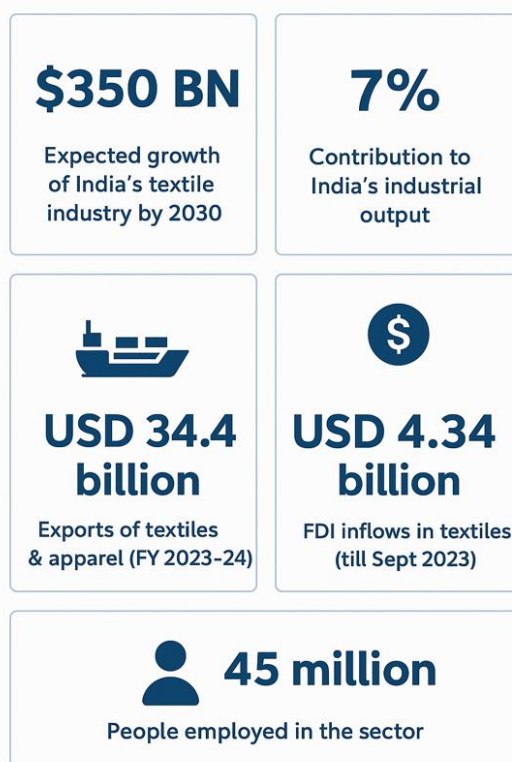 $350 BN
Expected growth
of India's textile
industry by 2030
7%
Contribution to
India's industrial
output
$
USD 34.4
billion
Exports of textiles
& apparel (FY 2023-24)
USD 4.34
billion
FDI inflows in textiles
(till Sept 2023)
45 million
People employed in the sector